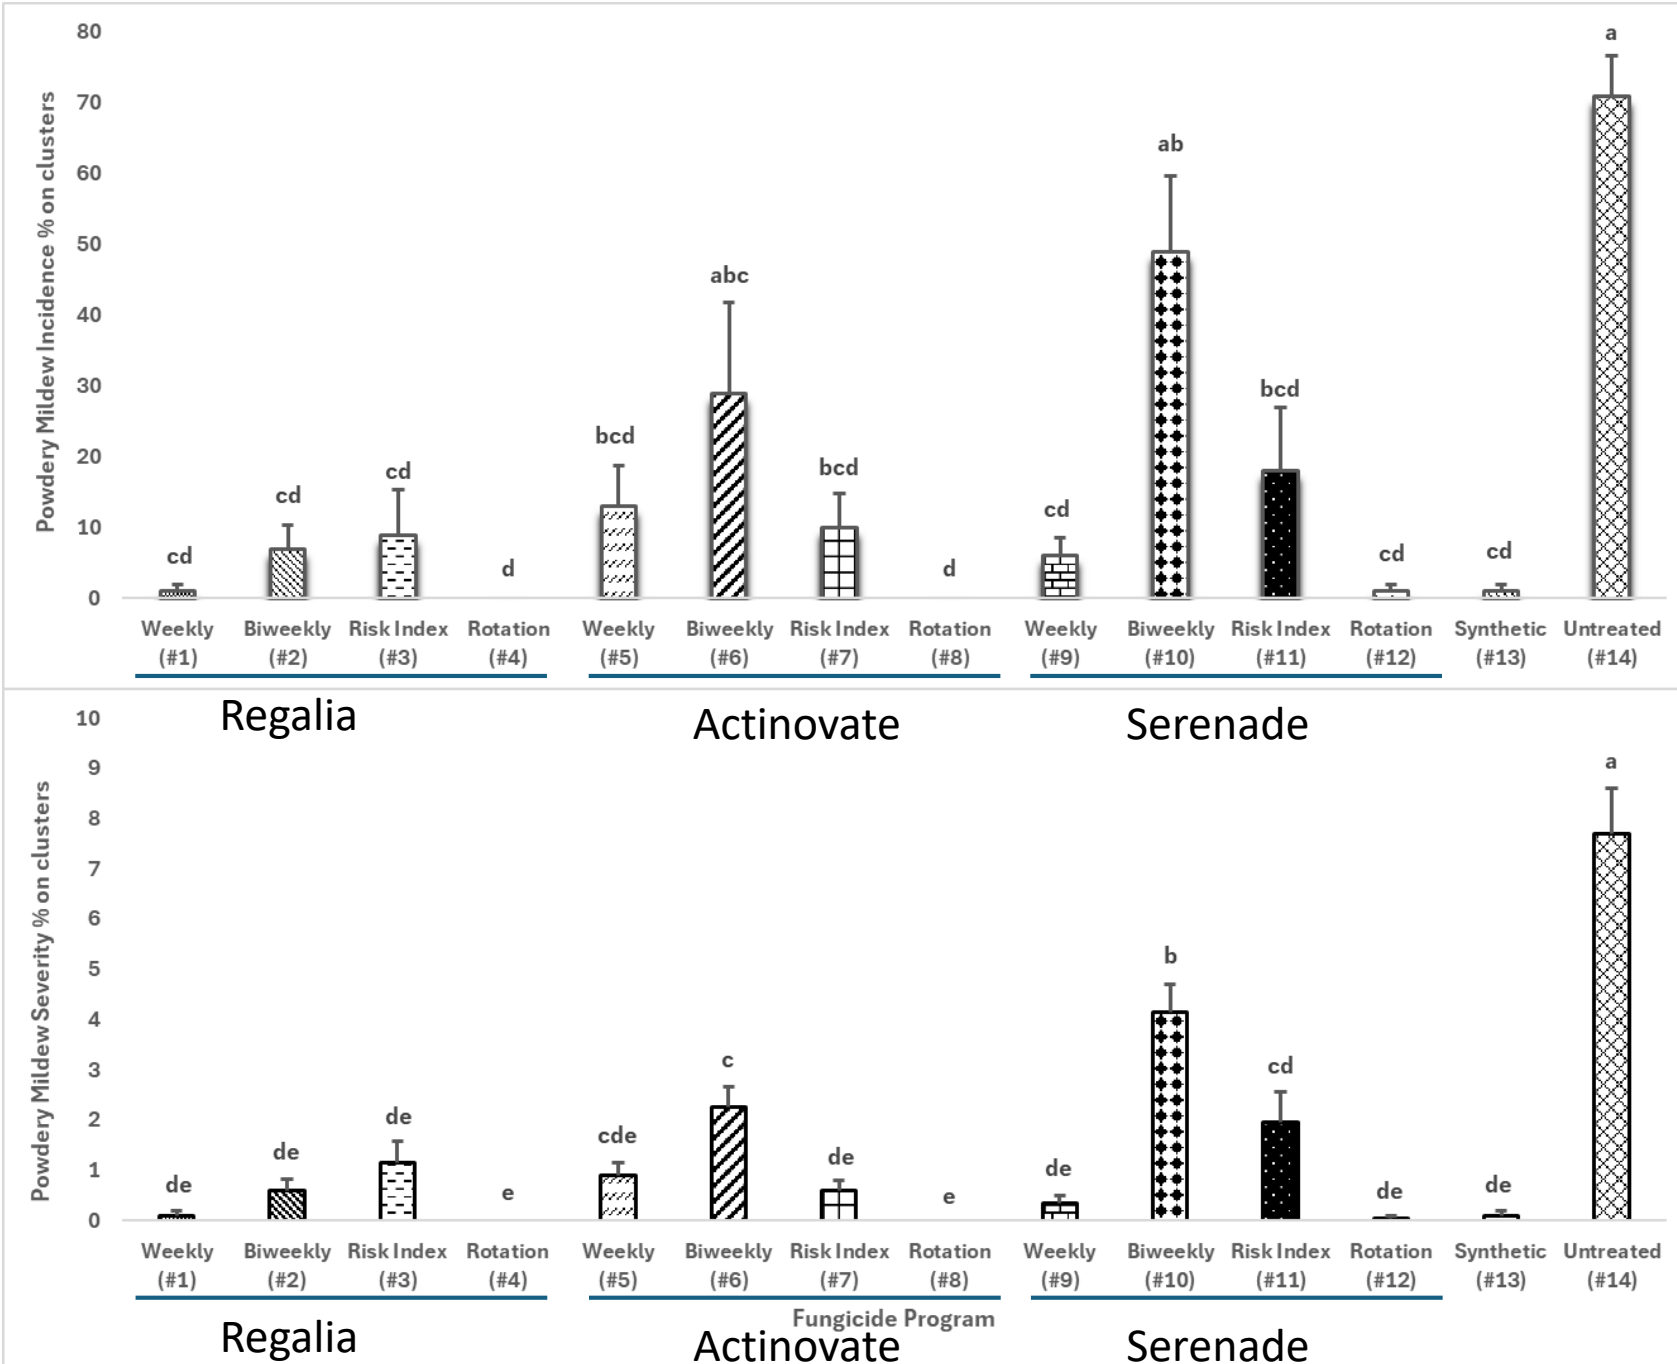 Powdery Mildew Incidence % on clusters
80
70
60
50
40
30
20
10
0
cd
cd
cd
d
bcd
abc
bcd
d
cd
ab
bcd
cd
cd
a
Weekly Biweekly Risk Index Rotation Weekly Biweekly Risk Index Rotation Weekly Biweekly Risk Index Rotation Synthetic Untreated
(#1) (#2) (#3) (#4) (#5) (#6) (#7) (#8) (#9) (#10) (#11) (#12) (#13) (#14)
Regalia Actinovate Serenade
Powdery Mildew Severity % on clusters
10
9
8
7
6
5
4
3
2
1
0
de
de
de
e
cde
c
de
e
de
b
cd
de
de
a
Weekly Biweekly Risk Index Rotation Weekly Biweekly Risk Index Rotation Weekly Biweekly Risk Index Rotation Synthetic Untreated
(#1) (#2) (#3) (#4) (#5) (#6) (#7) (#8) (#9) (#10) (#11) (#12) (#13) (#14)
Fungicide Program
Regalia Actinovate Serenade